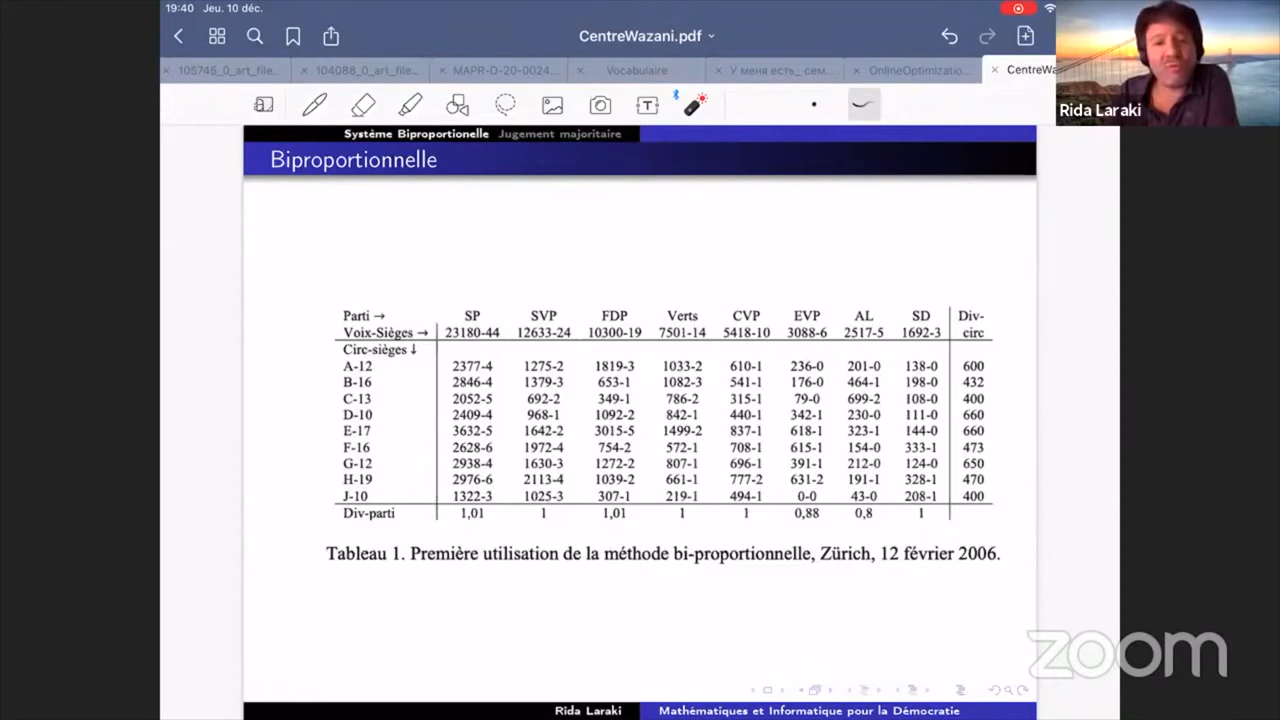 19:40 Jeu. 10 déc.
CentreWazani.pdf
105745_0_art_file...
104088_0_art_file...
MAPR-D-20-0024...
Vocabulaire
У меня есть_ сем...
OnlineOptimizatio...
CentreWa
Rida Laraki
Système Biproportionelle Jugement majoritaire
Biproportionnelle
Parti → SP SVP FDP Verts CVP EVP AL SD Div-
Voix-Sièges → 23180-44 12633-24 10300-19 7501-14 5418-10 3088-6 2517-5 1692-3 circ
Circ-sièges ↓
A-12 2377-4 1275-2 1819-3 1033-2 610-1 236-0 201-0 138-0 600
B-16 2846-4 1379-3 653-1 1082-3 541-1 176-0 464-1 198-0 432
C-13 2052-5 692-2 349-1 786-2 315-1 79-0 699-2 108-0 400
D-10 2409-4 968-1 1092-2 842-1 440-1 342-1 230-0 111-0 660
E-17 3632-5 1642-2 3015-5 1499-2 837-1 618-1 323-1 144-0 660
F-16 2628-6 1972-4 754-2 572-1 708-1 615-1 154-0 333-1 473
G-12 2938-4 1630-3 1272-2 807-1 696-1 391-1 212-0 124-0 650
H-19 2976-6 2113-4 1039-2 661-1 777-2 631-2 191-1 328-1 470
J-10 1322-3 1025-3 307-1 219-1 494-1 0-0 43-0 208-1 400
Div-parti 1,01 1 1,01 1 1 0,88 0,8 1
Tableau 1. Première utilisation de la méthode bi-proportionnelle, Zürich, 12 février 2006.
zoom
Rida Laraki Mathématiques et Informatique pour la Démocratie